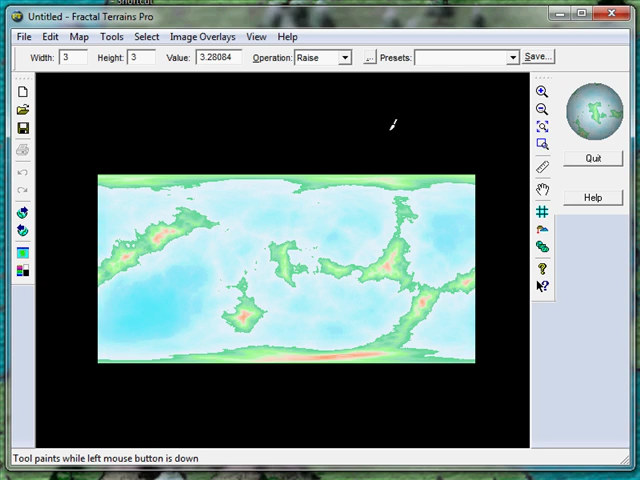 Shortcut
Untitled - Fractal Terrains Pro
File Edit Map Tools Select Image Overlays View Help
Width: 3 Height: 3 Value: 3.28084 Operation: Raise ... Presets: Save...
Quit
Help
Tool paints while left mouse button is down